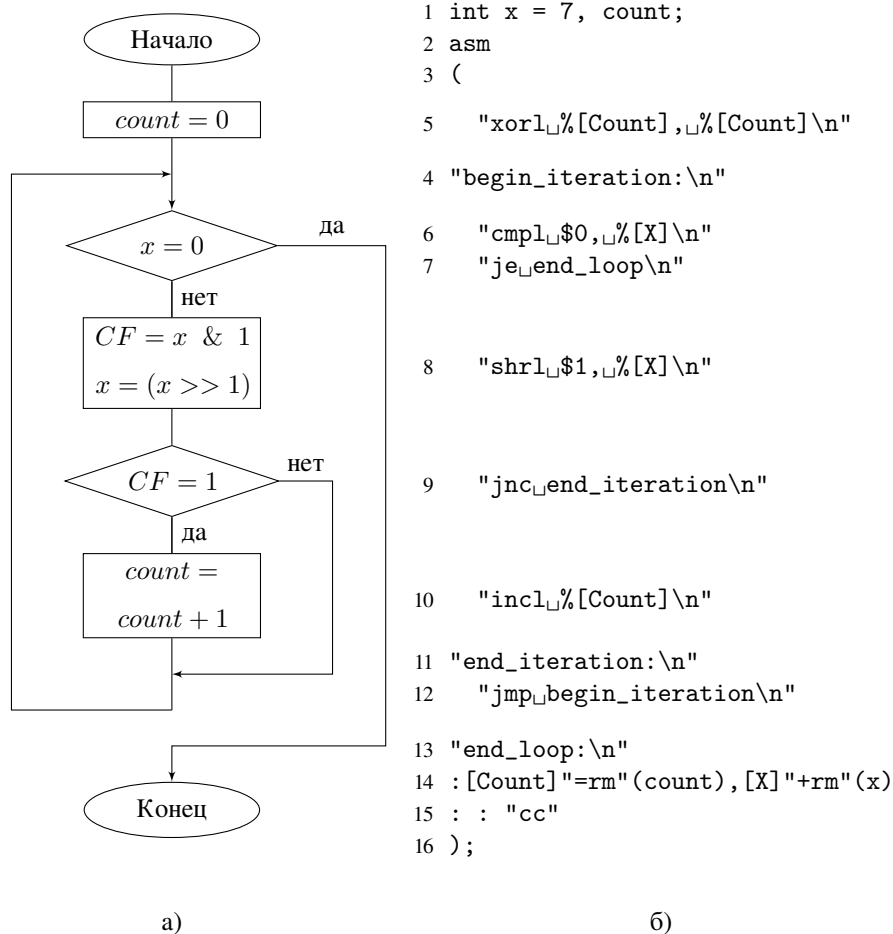 Начало
count = 0
x = 0
да
нет
CF = x & 1
x = (x >> 1)
CF = 1
нет
да
count =
count + 1
Конец
а)
1 int x = 7, count;
2 asm
3 (
5 "xorl␣%[Count],␣%[Count]\n"
4 "begin_iteration:\n"
6 "cmpl␣$0,␣%[X]\n"
7 "je␣end_loop\n"
8 "shrl␣$1,␣%[X]\n"
9 "jnc␣end_iteration\n"
10 "incl␣%[Count]\n"
11 "end_iteration:\n"
12 "jmp␣begin_iteration\n"
13 "end_loop:\n"
14 :[Count]"=rm"(count),[X]"+rm"(x)
15 : : "cc"
16 );
б)